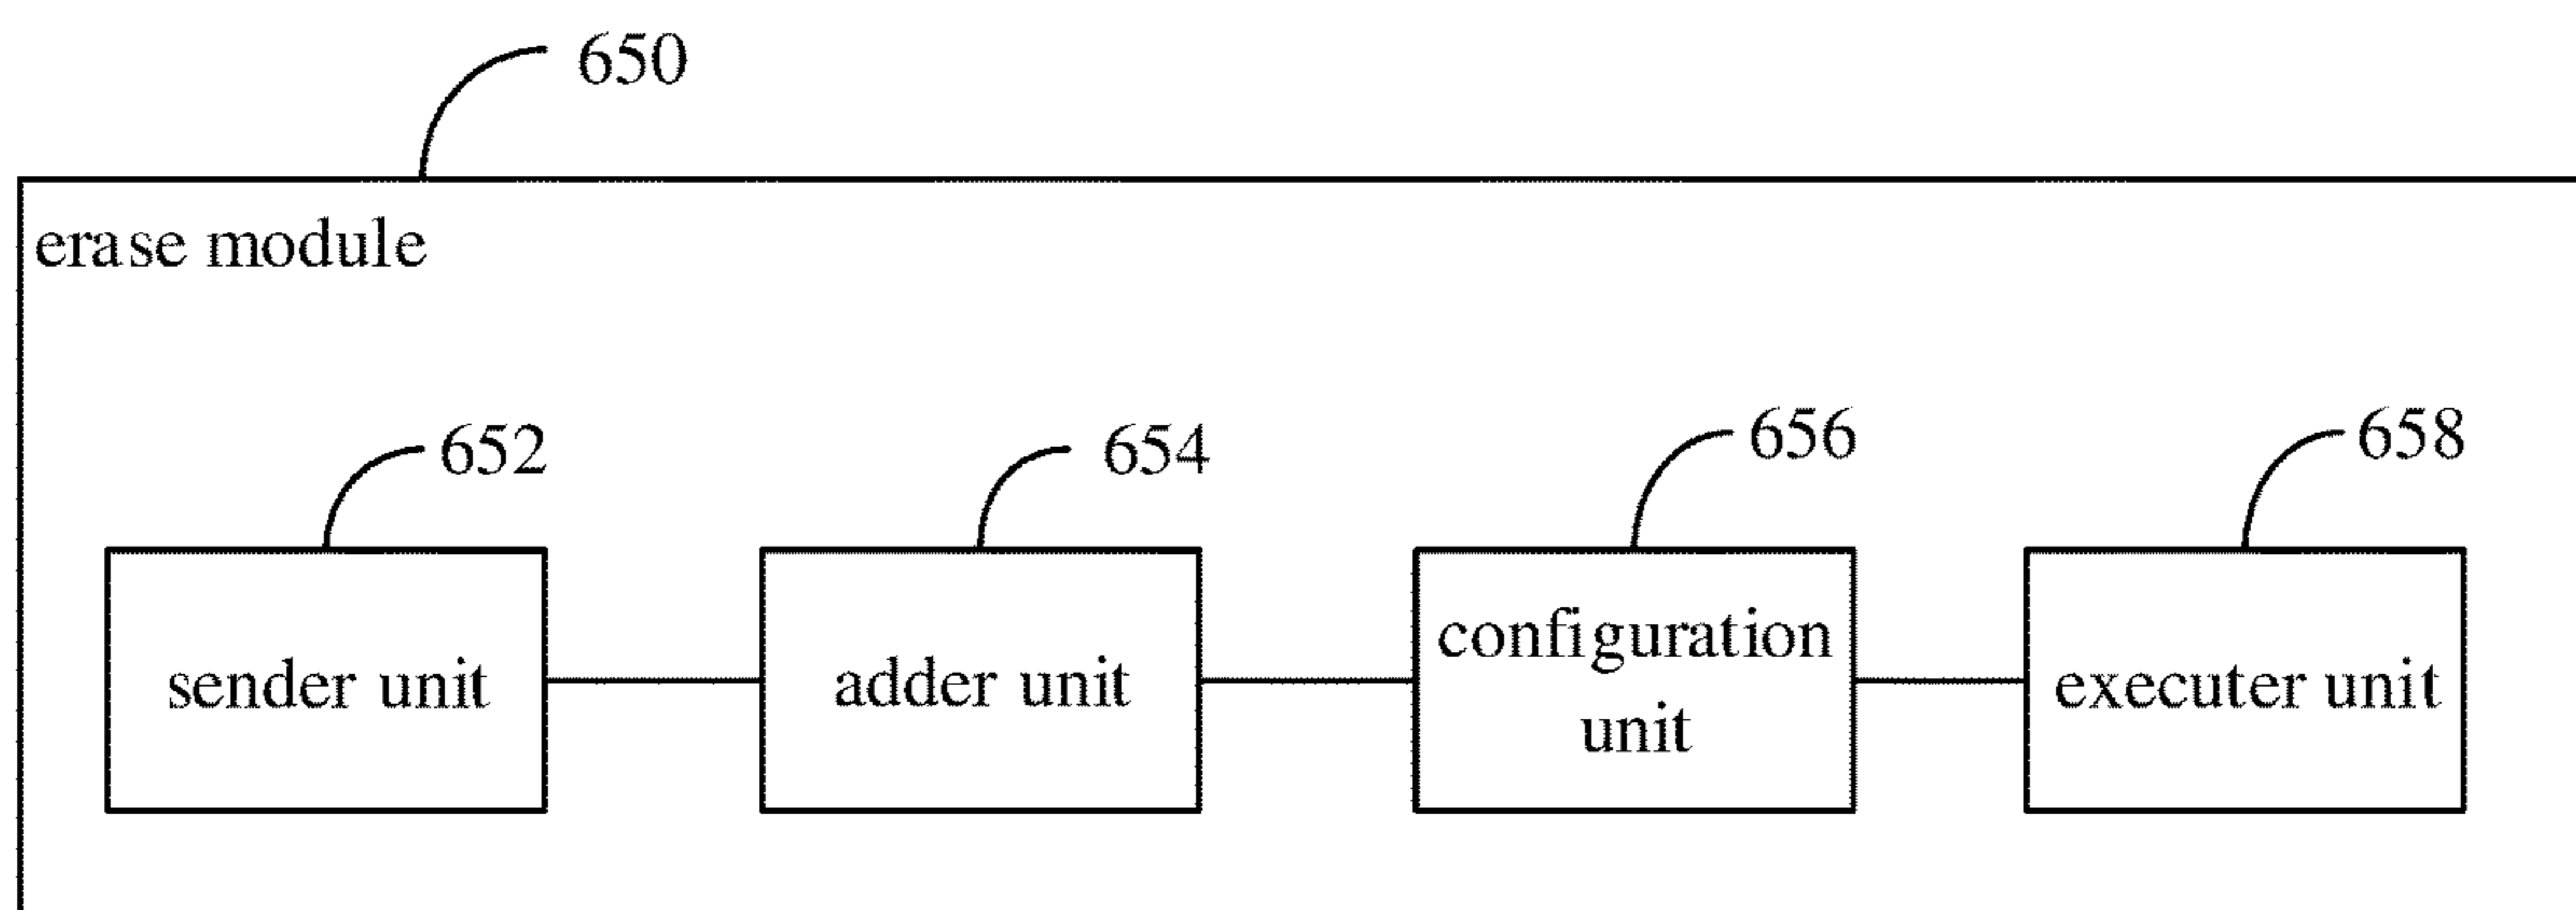 650
erase module
652
654
656
658
sender unit
adder unit
configuration
unit
executer unit